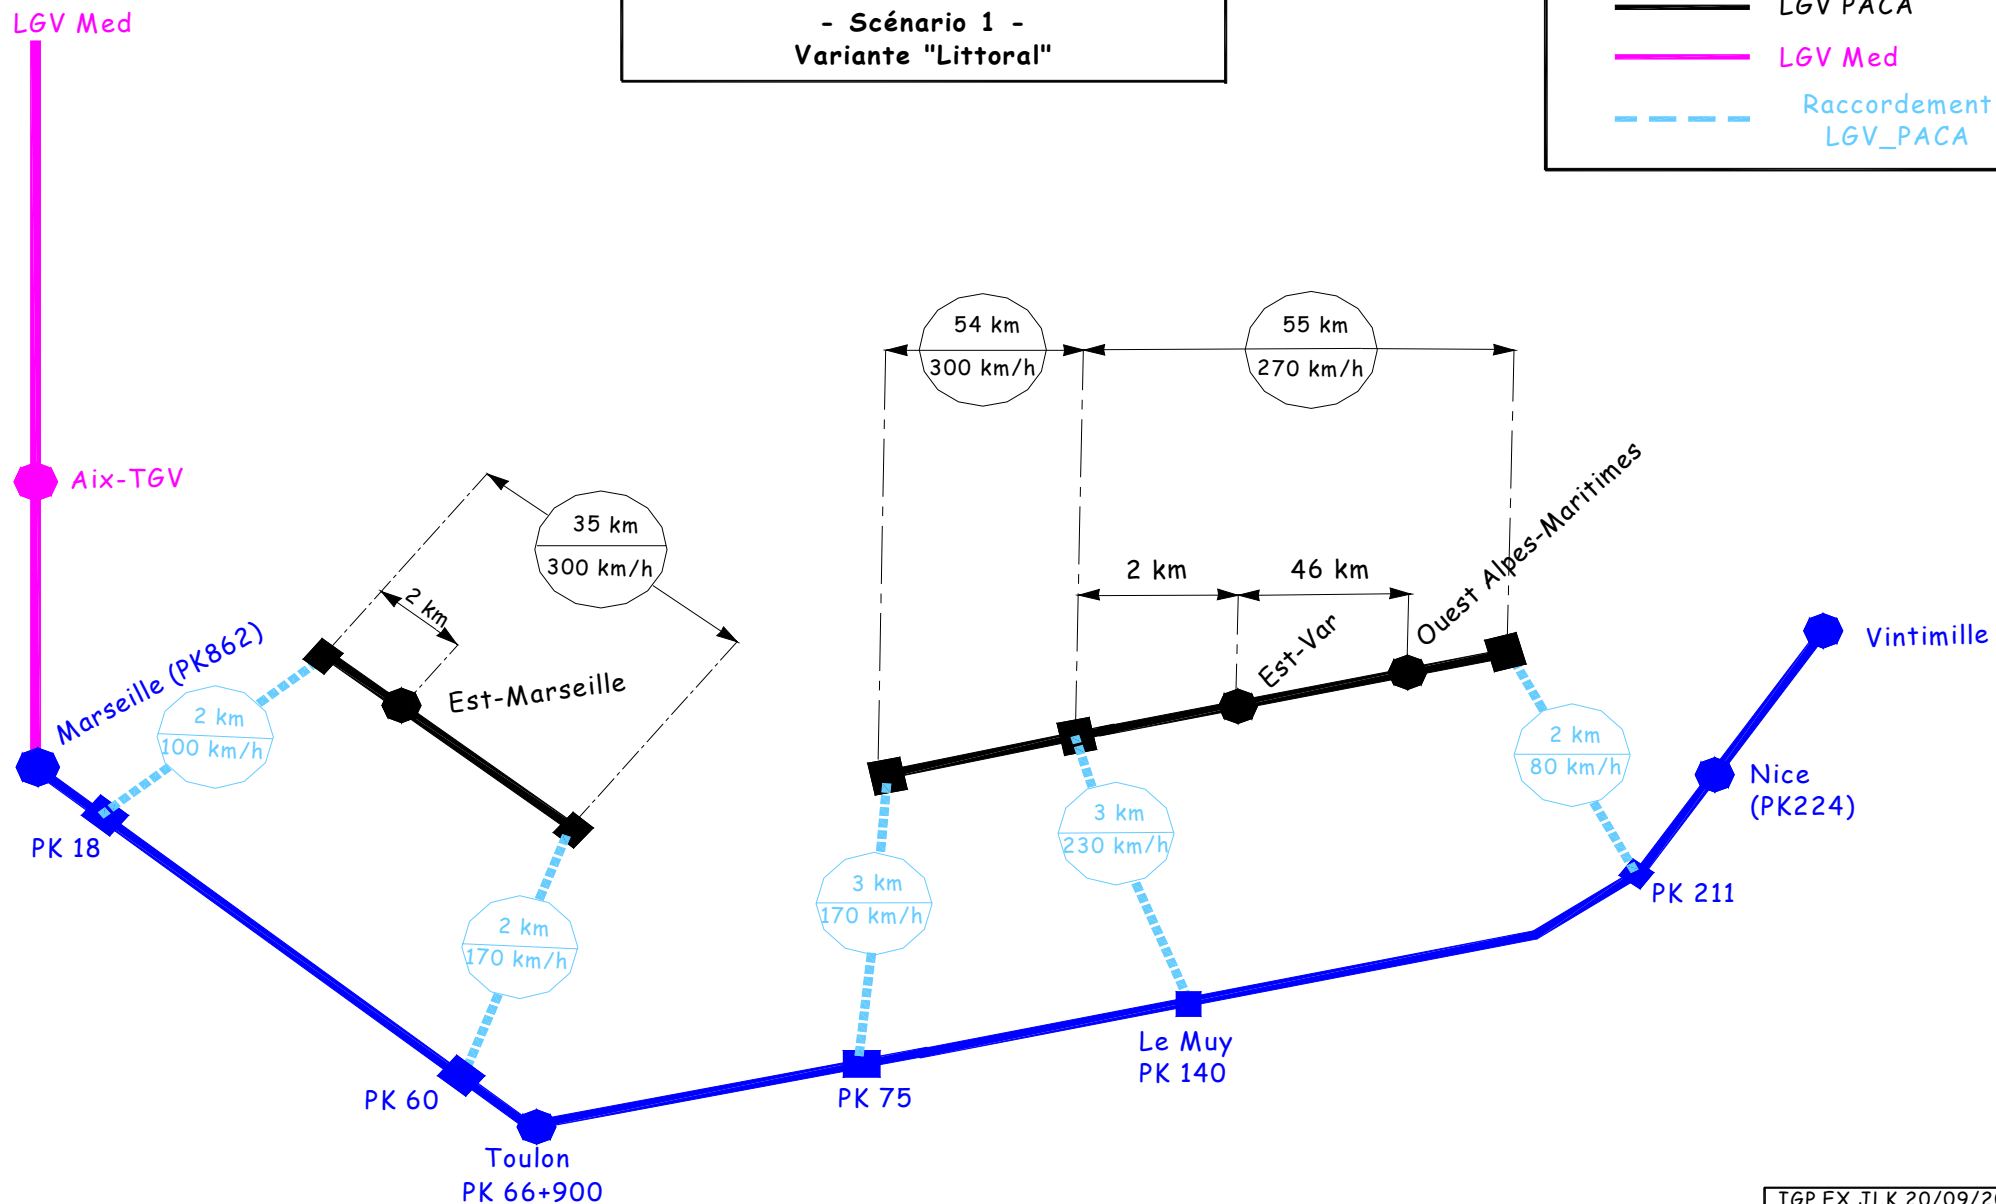 LGV Med
- Scénario 1 -
Variante "Littoral"
LGV PACA
LGV Med
Raccordement
LGV_PACA
54 km
300 km/h
55 km
270 km/h
Aix-TGV
35 km
300 km/h
2 km
2 km
46 km
Ouest Alpes-Maritimes
Est-Var
Vintimille
Marseille (PK862)
Est-Marseille
2 km
100 km/h
2 km
80 km/h
Nice
(PK224)
PK 18
3 km
230 km/h
3 km
170 km/h
PK 211
2 km
170 km/h
Le Muy
PK 140
PK 60
PK 75
Toulon
PK 66+900